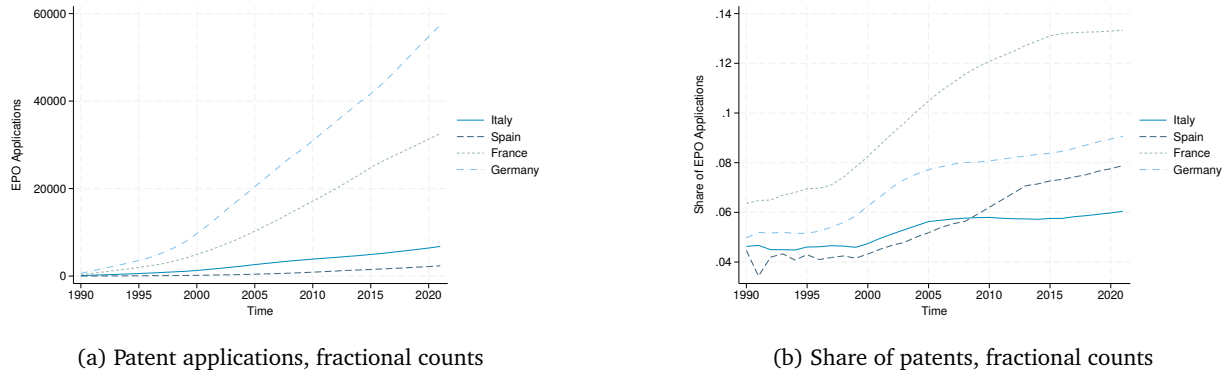 60000
40000
20000
0
EPO Applications
1990 1995 2000 2005 2010 2015 2020
Time
Italy
Spain
France
Germany
(a) Patent applications, fractional counts
.14
.12
.1
.08
.06
.04
Share of EPO Applications
1990 1995 2000 2005 2010 2015 2020
Time
Italy
Spain
France
Germany
(b) Share of patents, fractional counts